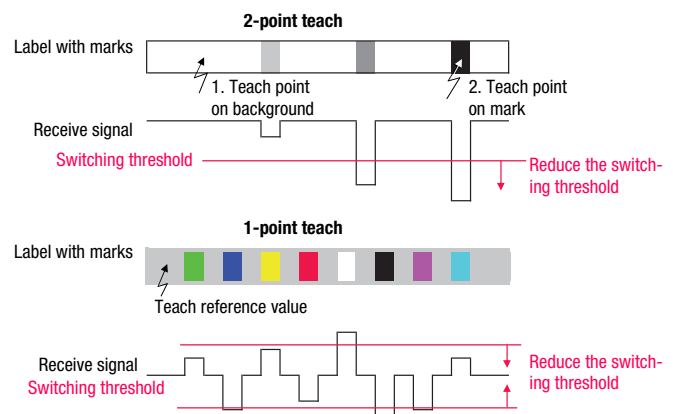 2-point teach
Label with marks
1. Teach point
on background
2. Teach point
on mark
Receive signal
Switching threshold
Reduce the switch-
ing threshold
1-point teach
Label with marks
Teach reference value
Receive signal
Switching threshold
Reduce the switch-
ing threshold